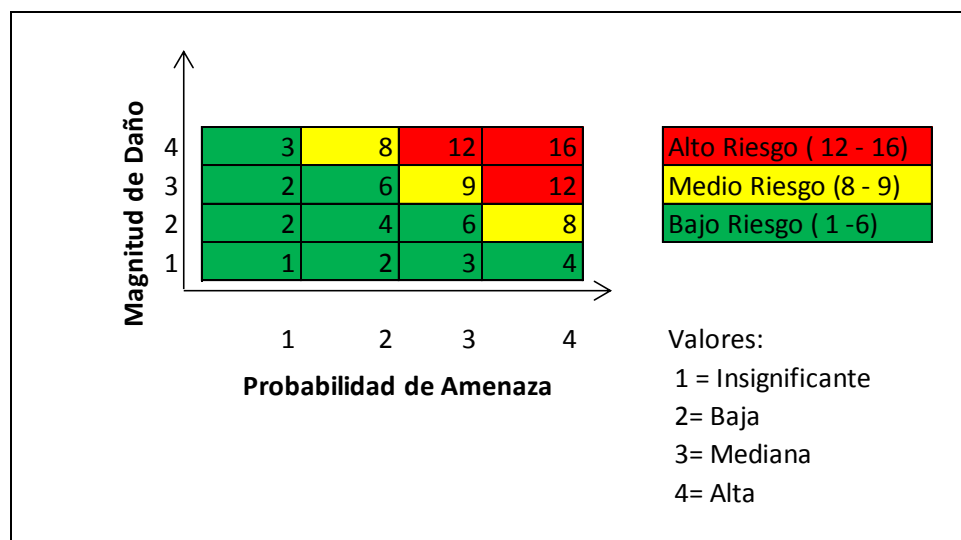 Magnitud de Daño
4 3 8 12 16
3 2 6 9 12
2 2 4 6 8
1 1 2 3 4
1 2 3 4
Probabilidad de Amenaza
Alto Riesgo ( 12 - 16)
Medio Riesgo (8 - 9)
Bajo Riesgo ( 1 -6)
Valores:
1 = Insignificante
2= Baja
3= Mediana
4= Alta